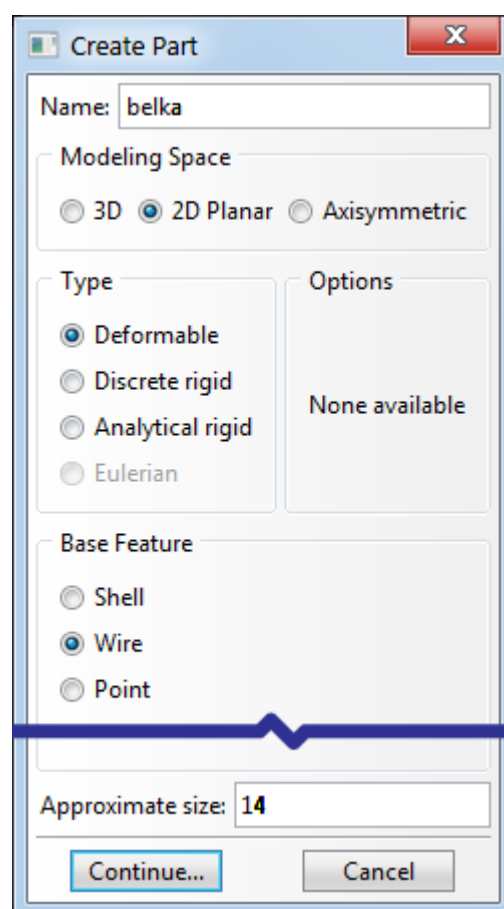 Create Part
Name: belka
Modeling Space
3D 2D Planar Axisymmetric
Type
Deformable
Discrete rigid
Analytical rigid
Eulerian
Options
None available
Base Feature
Shell
Wire
Point
Approximate size: 14
Continue... Cancel